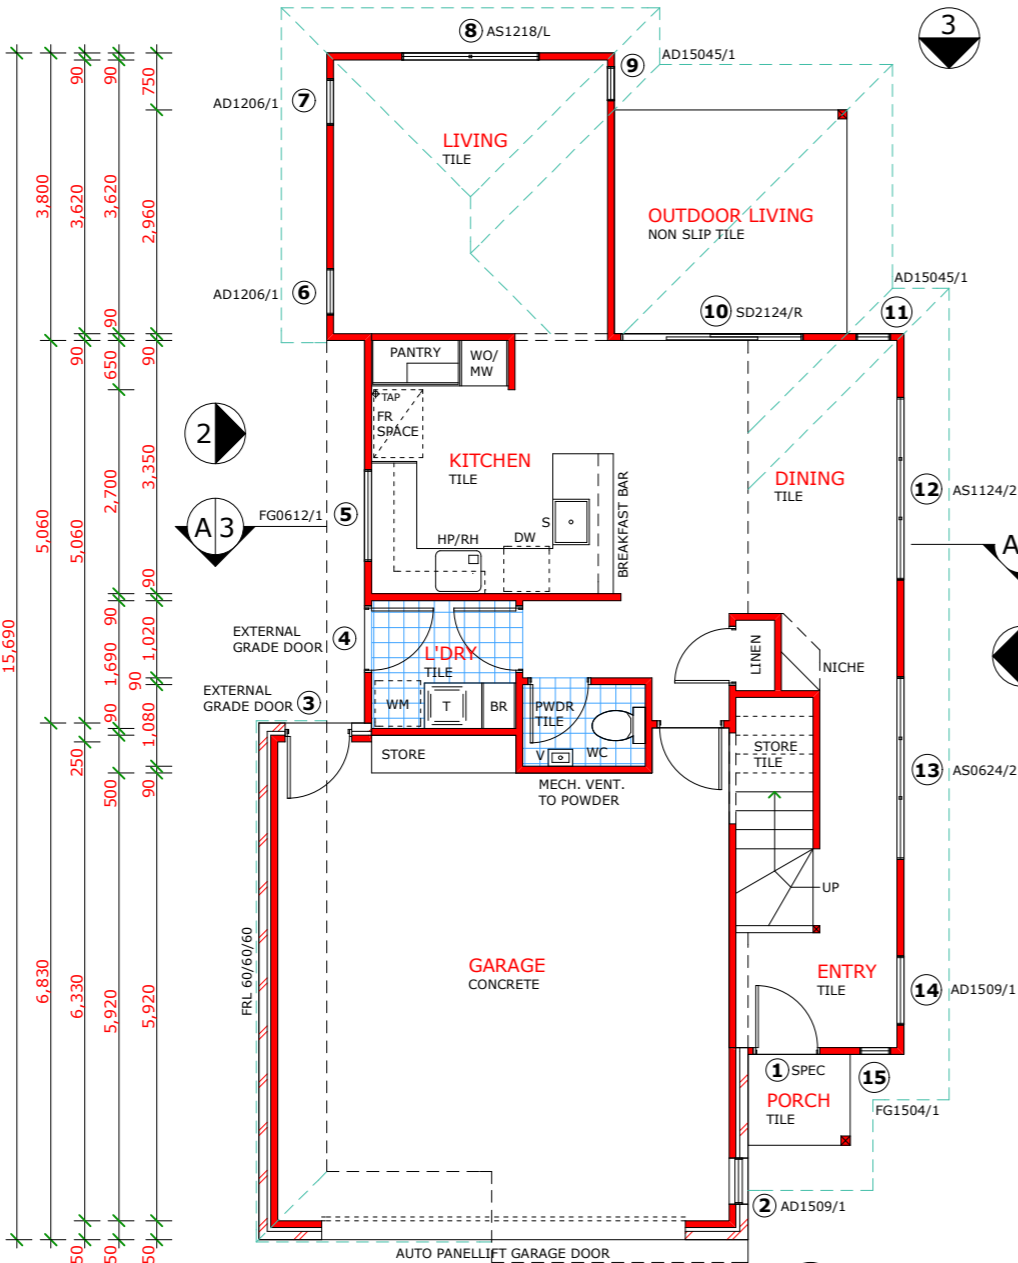 8 AS1218/L
3
9 AD15045/1
7
AD1206/1
LIVING
TILE
OUTDOOR LIVING
NON SLIP TILE
6
AD1206/1
10 SD2124/R
AD15045/1
11
PANTRY
WO/
MW
TAP
FR
SPACE
2
KITCHEN
TILE
DINING
TILE
12 AS1124/2
A 3
FG0612/1
5
S
HP/RH
DW
BREAKFAST BAR
A
EXTERNAL
GRADE DOOR
4
L'DRY
TILE
LINEN
NICHE
EXTERNAL
GRADE DOOR
3
WM
T
BR
PWDR
TILE
V
WC
STORE
MECH. VENT.
TO POWDER
STORE
TILE
13 AS0624/2
UP
FRL 60/60/60
GARAGE
CONCRETE
ENTRY
TILE
14 AD1509/1
1 SPEC
15
PORCH
TILE
FG1504/1
2 AD1509/1
AUTO PANELLIFT GARAGE DOOR
15,690
3,800
5,060
6,830
90
3,620
90
5,060
250
6,330
50
90
3,620
90
650
2,700
90
1,690
90
500
5,920
50
750
2,960
90
3,350
90
1,020
90
1,080
90
5,920
50